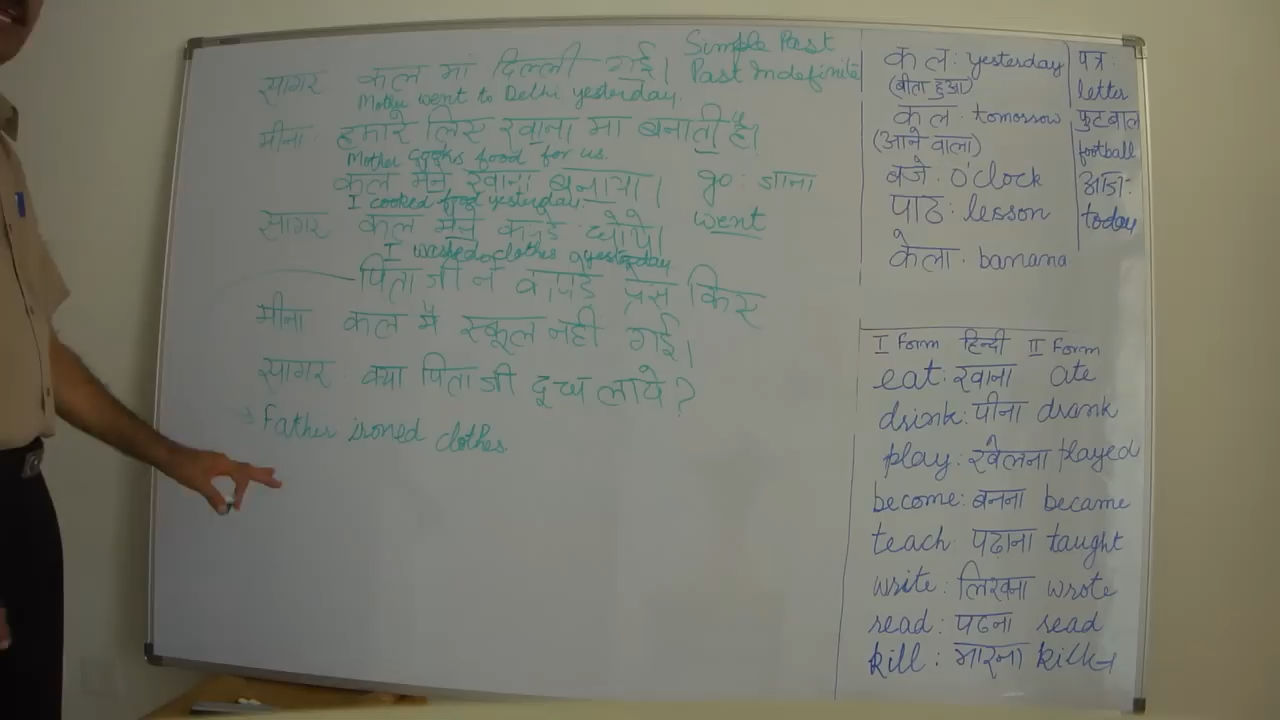 सागर कल मां दिल्ली गई। Simple Past
Mother went to Delhi yesterday. Past Indefinite
मीना हमारे लिए खाना मां बनाती है।
Mother cooks food for us.
कल मैंने खाना बनाया। go: जाना
I cooked food yesterday went
सागर कल मैंने कपड़े धोये।
I washed clothes yesterday
पिता जी ने कपड़े प्रेस किए
मीना कल मैं स्कूल नहीं गई।
सागर क्या पिता जी दूध लाये?
Father ironed clothes
कल: yesterday
(बीता हुआ)
कल: tomorrow
(आने वाला)
बजे: o'clock
पाठ: lesson
केला: banana
पत्र:
letter
फुटबाल
football
आज:
today
I Form हिन्दी II Form
eat: खाना ate
drink: पीना drank
play: खेलना played
become: बनना became
teach: पढ़ाना taught
write: लिखना wrote
read: पढना read
kill: मारना killed